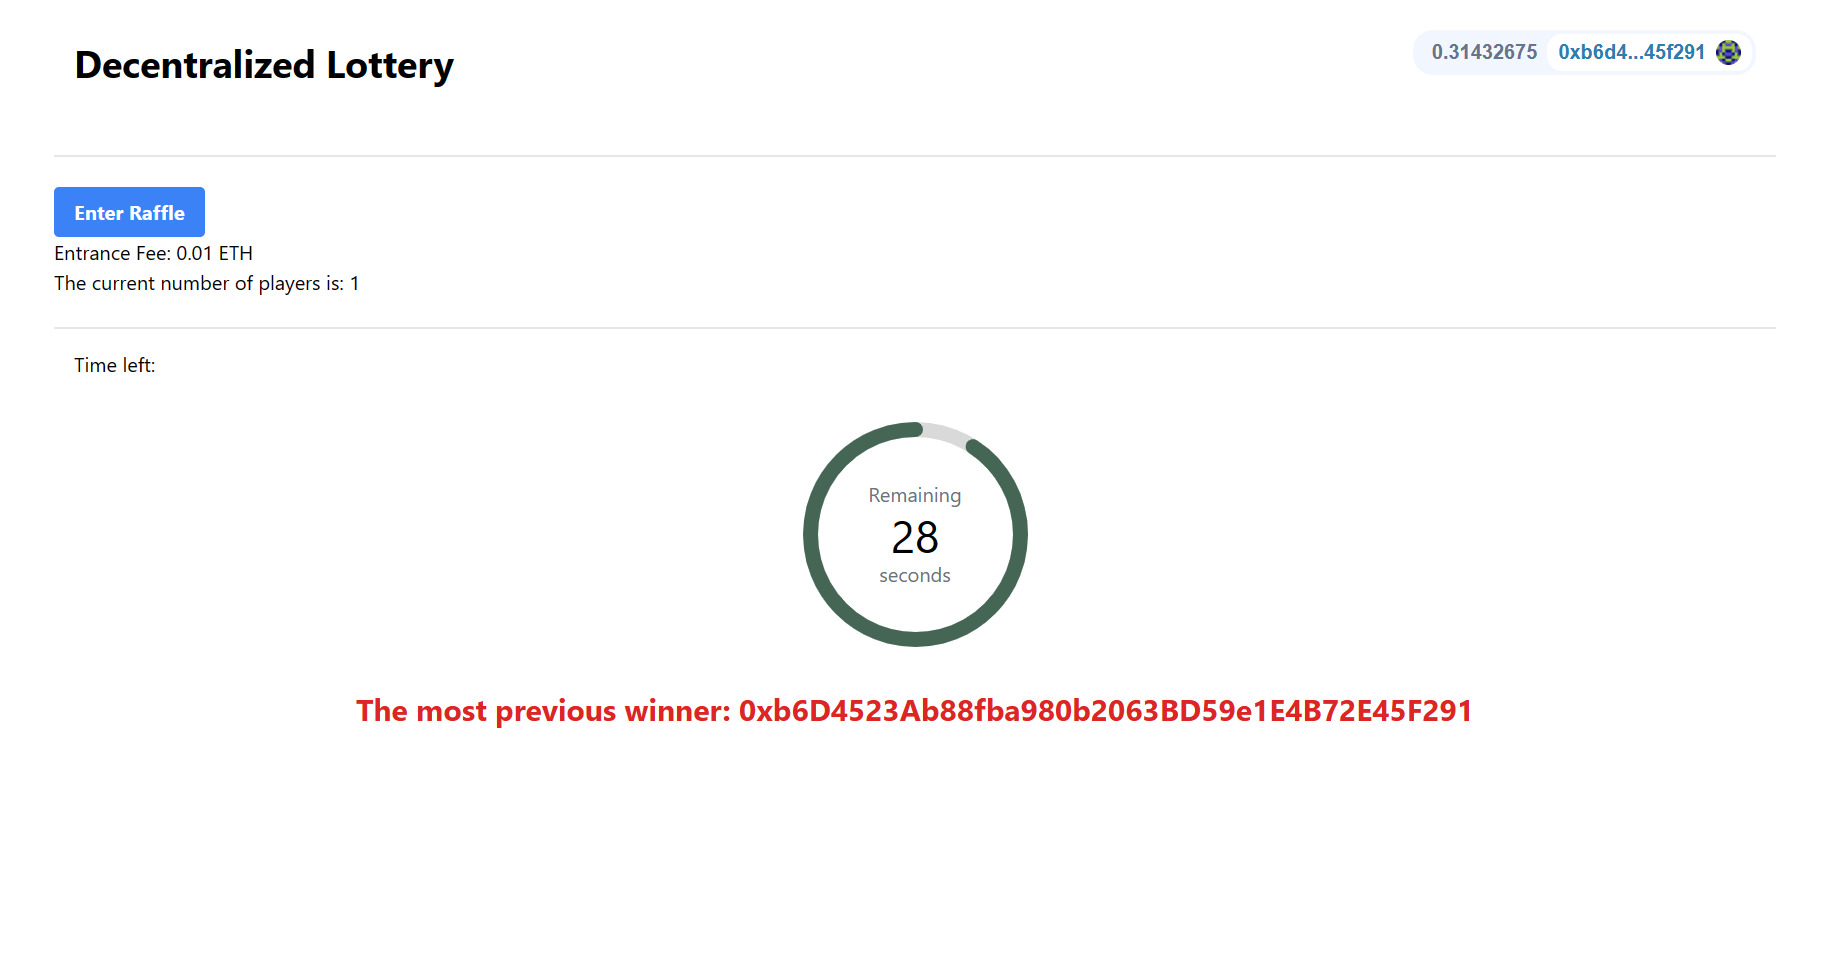 Decentralized Lottery
0.31432675 0xb6d4...45f291
Enter Raffle
Entrance Fee: 0.01 ETH
The current number of players is: 1
Time left:
Remaining
28
seconds
The most previous winner: 0xb6D4523Ab88fba980b2063BD59e1E4B72E45F291